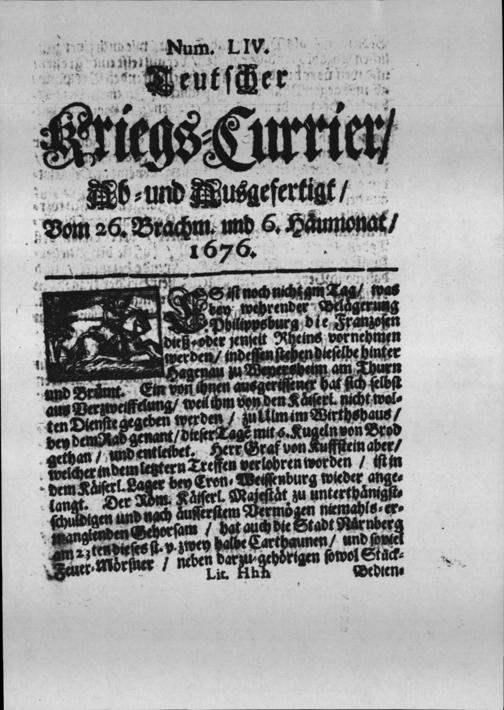 Num. LIV.
Teutscher
Kriegs-Currier/
Ab- und Ausgefertigt/
Vom 26. Brachm. und 6. Häumonat/
1676.
ES ist noch nicht am Tag/ was
bey wehrender Belägerung
Philippsburg die Franzosen
dieß- oder jenseit Rheins vornehmen
werden/ indessen stehen dieselbe hinter
Hagenau zu Weyersheim am Thurn
und Brümt. Ein von ihnen ausgerissener hat sich selbst
aus Verzweiffelung/ weil ihm von den Käiserl. nicht wol-
ten Dienste gegeben werden/ zu Ulm im Wirthshaus/
bey dem Rad genant/ dieser Tage mit 6. Kugeln von Brod
gethan/ und entleibet. Herr Graf von Kuffstein aber/
welcher in dem letztern Treffen verlohren worden/ ist in
dem Käiserl. Lager bey Cron-Weissenburg wieder ange-
langt. Der Röm. Käiserl. Majestät zu unterthänigst-
schuldigen und nach äusserstem Vermögen niemahls-er-
manglenden Gehorsam/ hat auch die Stadt Nürnberg
am 22ten dieses st. v. zwey halbe Carthaunen/ und soviel
Feuer-Mörsner/ neben darzu gehörigen sowol Stück-
Lit. Hhh
Bedien-